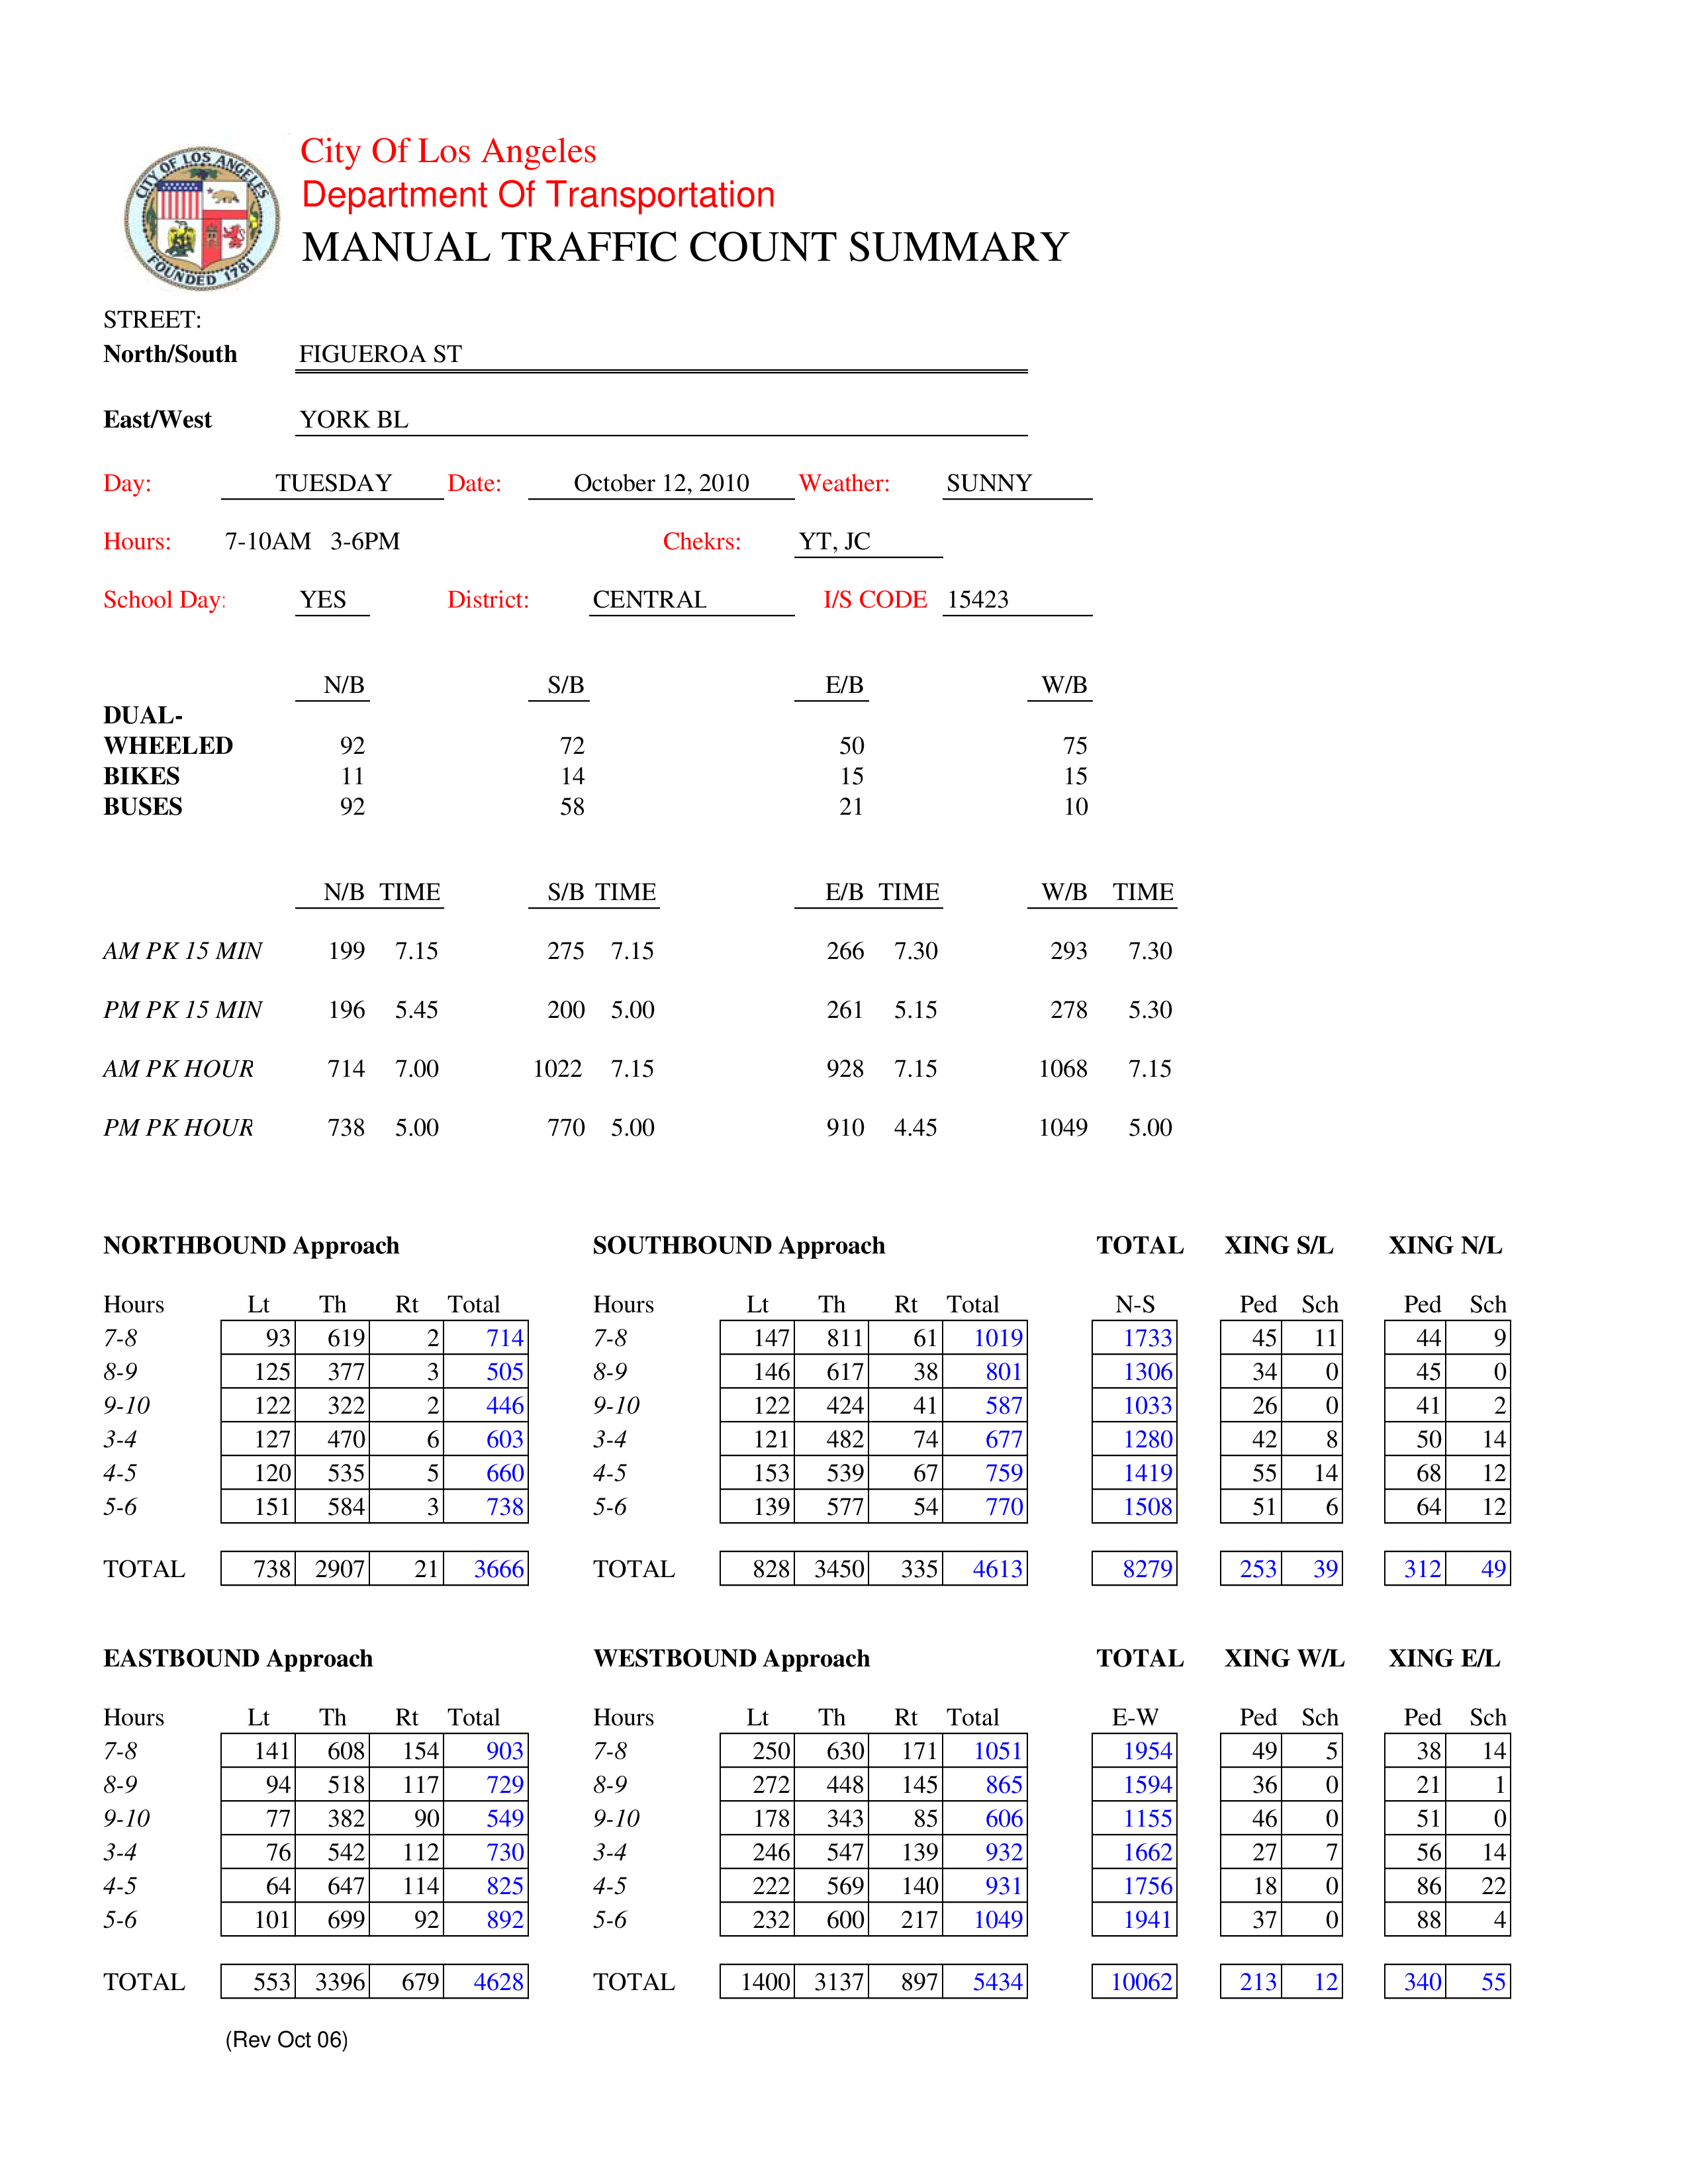 CITY OF LOS ANGELES
FOUNDED 1781
City Of Los Angeles
Department Of Transportation
MANUAL TRAFFIC COUNT SUMMARY
STREET:
North/South FIGUEROA ST
East/West YORK BL
Day: TUESDAY Date: October 12, 2010 Weather: SUNNY
Hours: 7-10AM 3-6PM Chekrs: YT, JC
School Day: YES District: CENTRAL I/S CODE 15423
N/B S/B E/B W/B
DUAL-
WHEELED 92 72 50 75
BIKES 11 14 15 15
BUSES 92 58 21 10
N/B TIME S/B TIME E/B TIME W/B TIME
AM PK 15 MIN 199 7.15 275 7.15 266 7.30 293 7.30
PM PK 15 MIN 196 5.45 200 5.00 261 5.15 278 5.30
AM PK HOUR 714 7.00 1022 7.15 928 7.15 1068 7.15
PM PK HOUR 738 5.00 770 5.00 910 4.45 1049 5.00
NORTHBOUND Approach SOUTHBOUND Approach TOTAL XING S/L XING N/L
Hours Lt Th Rt Total Hours Lt Th Rt Total N-S Ped Sch Ped Sch
7-8 93 619 2 714 7-8 147 811 61 1019 1733 45 11 44 9
8-9 125 377 3 505 8-9 146 617 38 801 1306 34 0 45 0
9-10 122 322 2 446 9-10 122 424 41 587 1033 26 0 41 2
3-4 127 470 6 603 3-4 121 482 74 677 1280 42 8 50 14
4-5 120 535 5 660 4-5 153 539 67 759 1419 55 14 68 12
5-6 151 584 3 738 5-6 139 577 54 770 1508 51 6 64 12
TOTAL 738 2907 21 3666 TOTAL 828 3450 335 4613 8279 253 39 312 49
EASTBOUND Approach WESTBOUND Approach TOTAL XING W/L XING E/L
Hours Lt Th Rt Total Hours Lt Th Rt Total E-W Ped Sch Ped Sch
7-8 141 608 154 903 7-8 250 630 171 1051 1954 49 5 38 14
8-9 94 518 117 729 8-9 272 448 145 865 1594 36 0 21 1
9-10 77 382 90 549 9-10 178 343 85 606 1155 46 0 51 0
3-4 76 542 112 730 3-4 246 547 139 932 1662 27 7 56 14
4-5 64 647 114 825 4-5 222 569 140 931 1756 18 0 86 22
5-6 101 699 92 892 5-6 232 600 217 1049 1941 37 0 88 4
TOTAL 553 3396 679 4628 TOTAL 1400 3137 897 5434 10062 213 12 340 55
(Rev Oct 06)